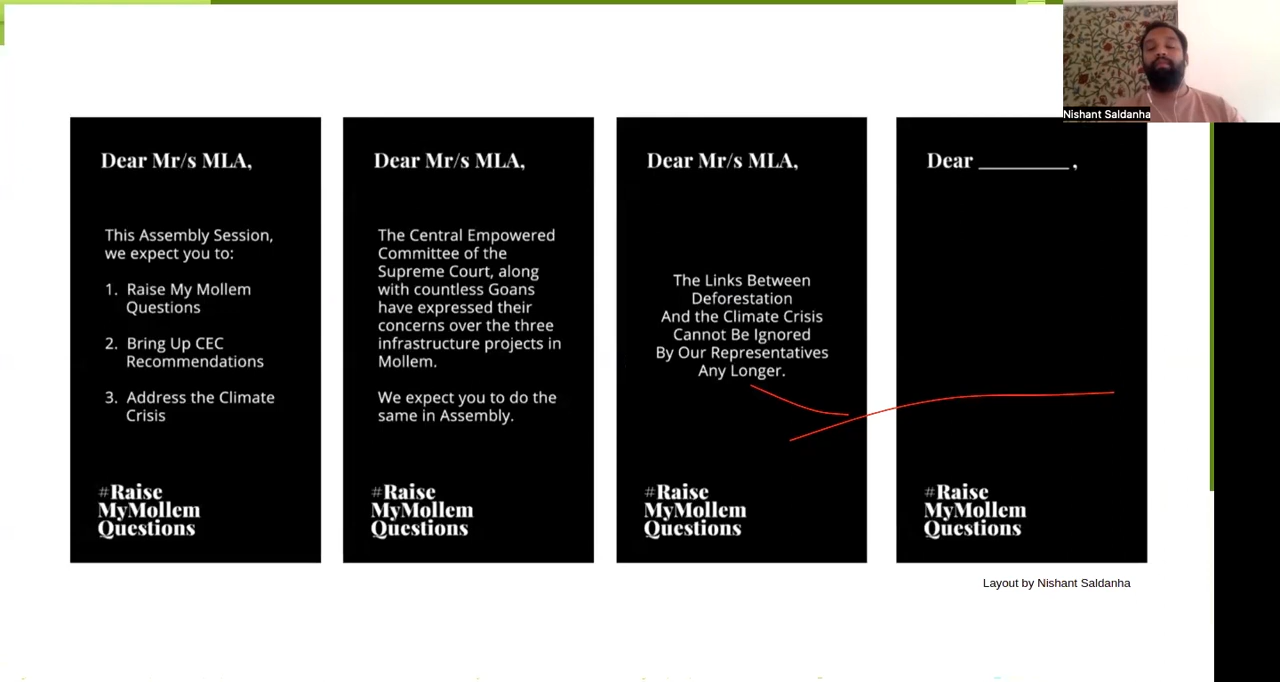 Nishant Saldanha
Dear Mr/s MLA,
This Assembly Session,
we expect you to:
1. Raise My Mollem
Questions
2. Bring Up CEC
Recommendations
3. Address the Climate
Crisis
#Raise
MyMollem
Questions
Dear Mr/s MLA,
The Central Empowered
Committee of the
Supreme Court, along
with countless Goans
have expressed their
concerns over the three
infrastructure projects in
Mollem.
We expect you to do the
same in Assembly.
#Raise
MyMollem
Questions
Dear Mr/s MLA,
The Links Between
Deforestation
And the Climate Crisis
Cannot Be Ignored
By Our Representatives
Any Longer.
#Raise
MyMollem
Questions
Dear _________ ,
#Raise
MyMollem
Questions
Layout by Nishant Saldanha